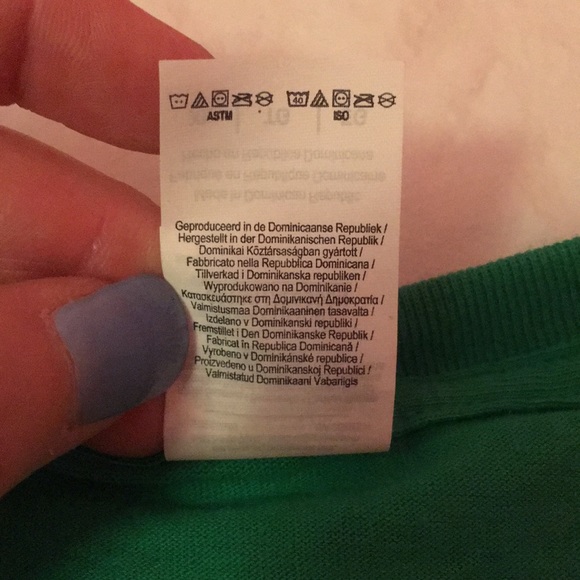 40
ASTM ISO
Geproduceerd in de Dominicaanse Republiek /
Hergestellt in der Dominikanischen Republik /
Dominikai Köztársaságban gyártott /
Fabbricato nella Repubblica Dominicana /
Tillverkad i Dominikanska republiken /
Wyprodukowano na Dominikanie /
Κατασκευάστηκε στη Δομινικανή Δημοκρατία /
Valmistusmaa Dominikaaninen tasavalta /
Izdelano v Dominikanski republiki /
Fremstillet i Den Dominikanske Republik /
Fabricat în Republica Dominicană /
Vyrobeno v Dominikánské republice /
Proizvedeno u Dominikanskoj Republici /
Valmistatud Dominikaani Vabariigis